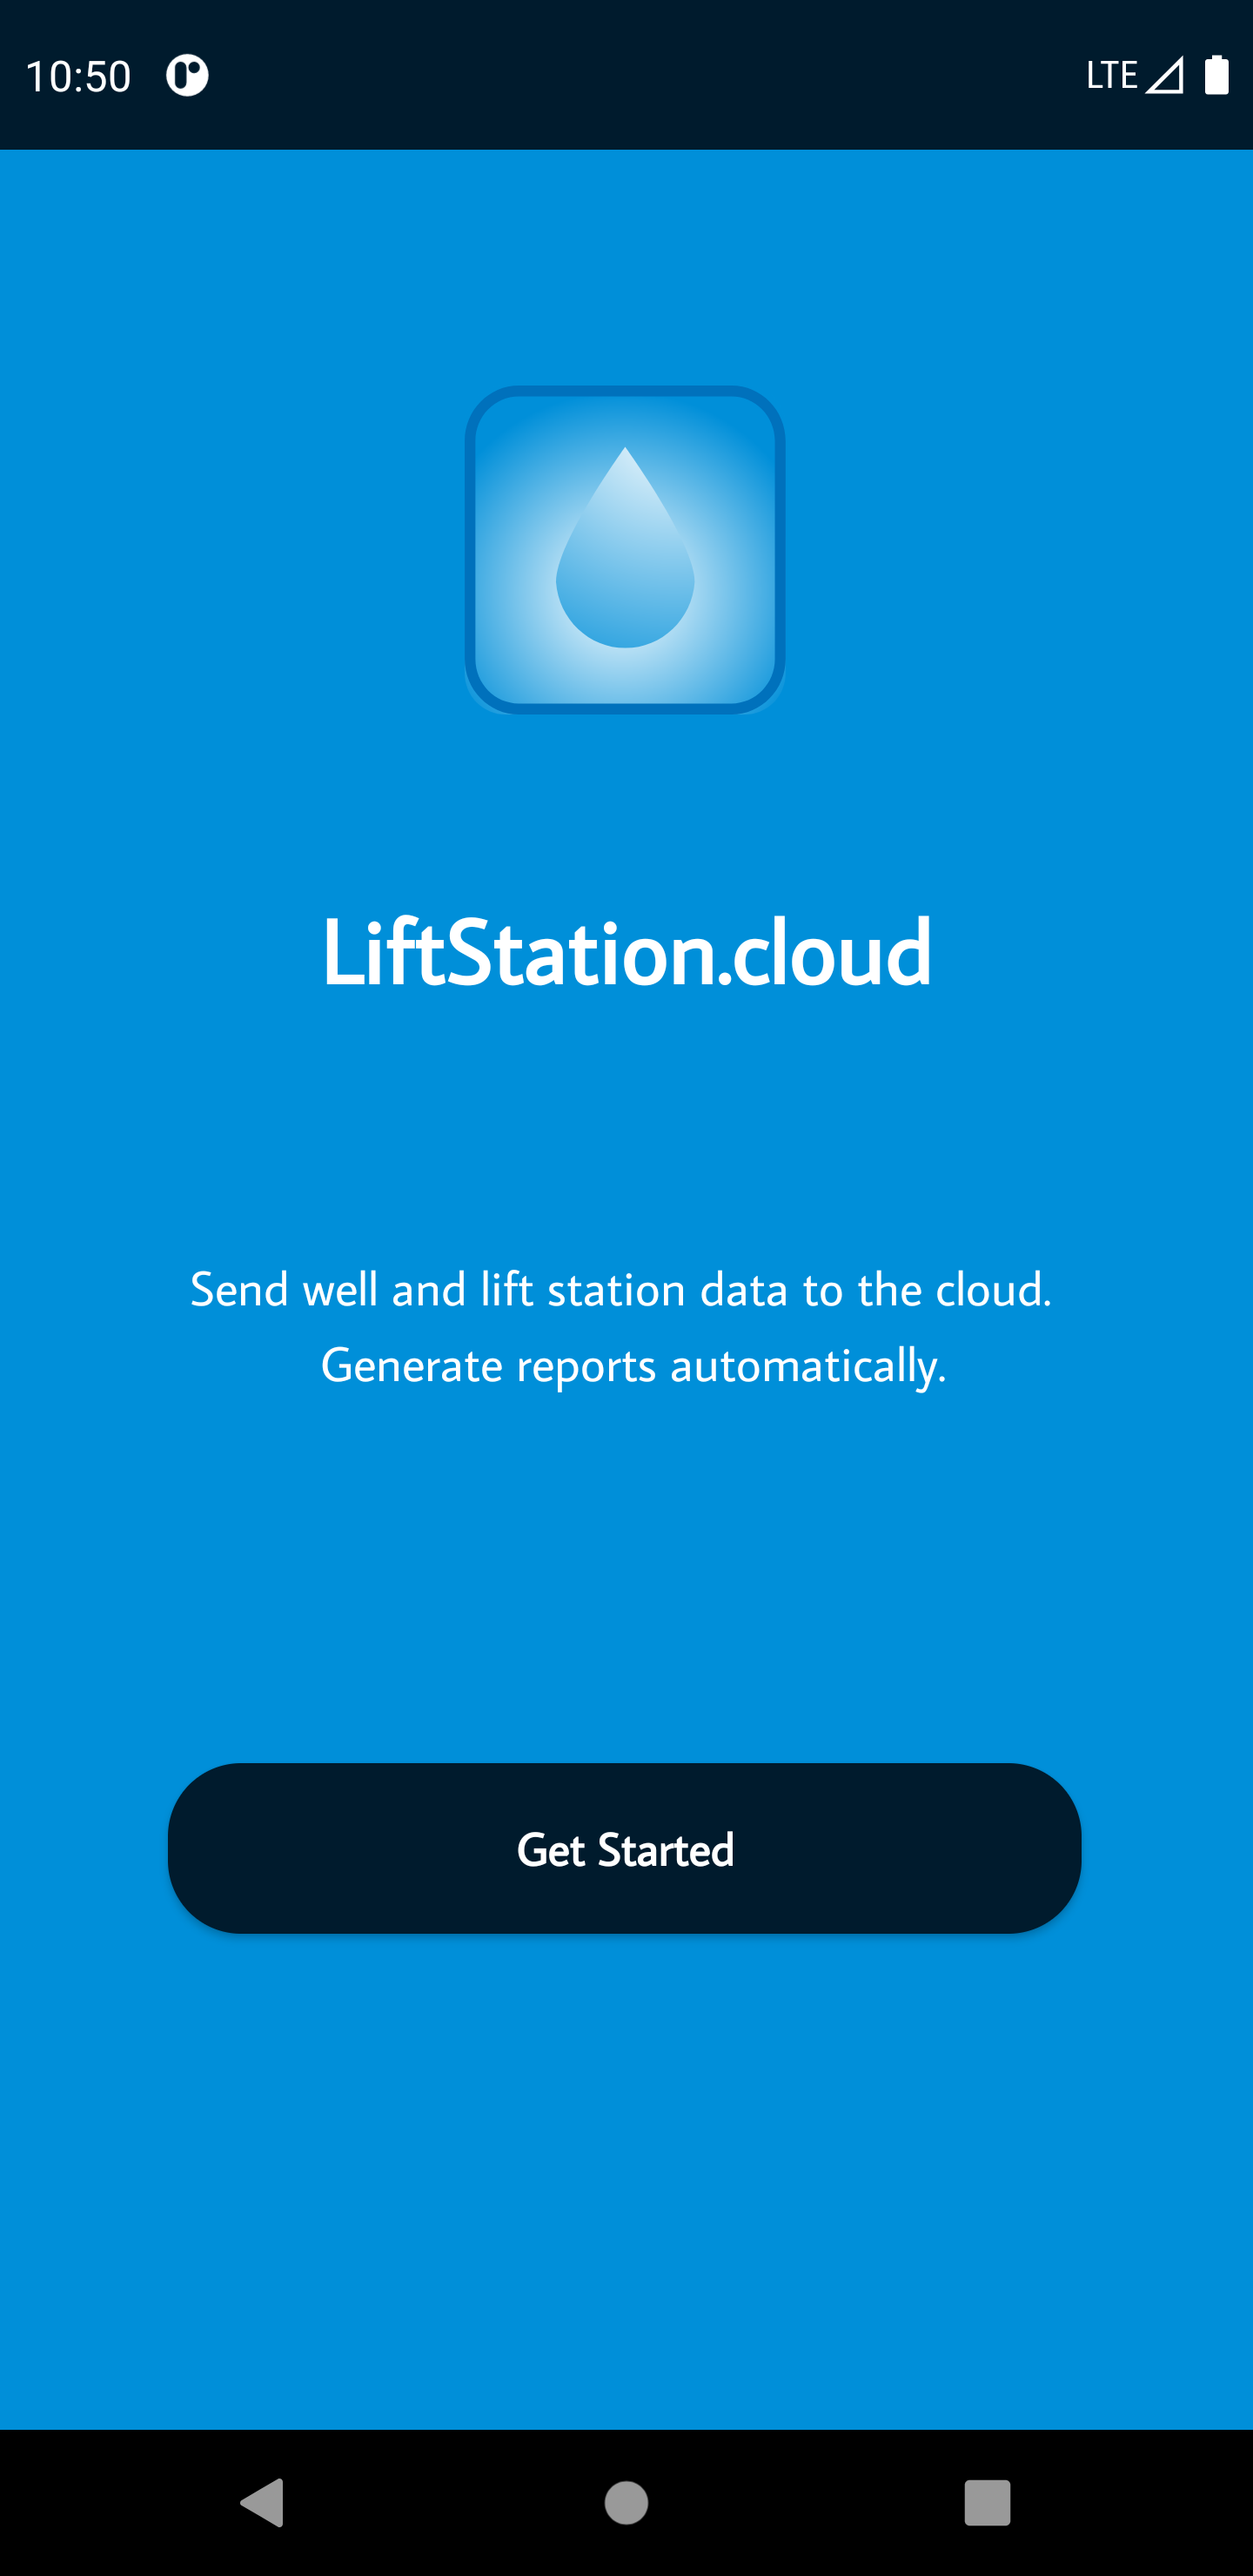 10:50
LTE
LiftStation.cloud
Send well and lift station data to the cloud.
Generate reports automatically.
Get Started